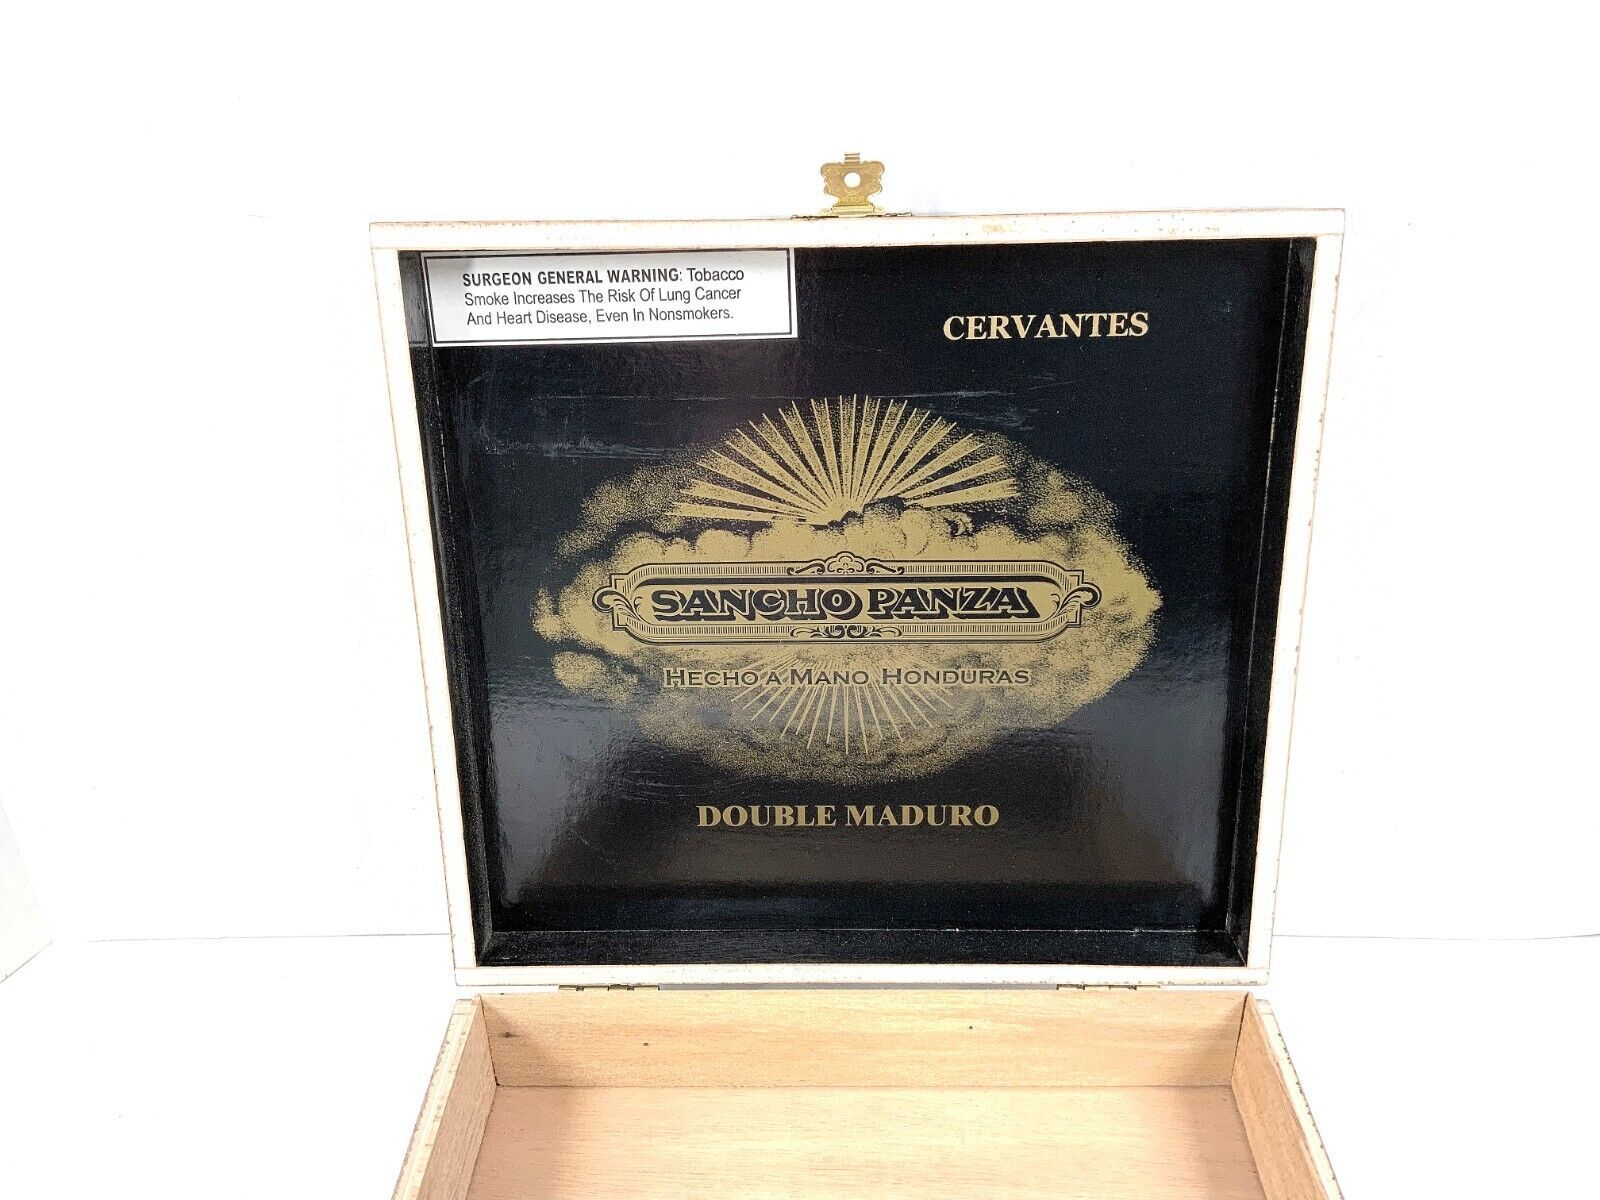 SURGEON GENERAL WARNING: Tobacco
Smoke Increases The Risk Of Lung Cancer
And Heart Disease, Even In Nonsmokers.
CERVANTES
SANCHO PANZA
HECHO A MANO HONDURAS
DOUBLE MADURO